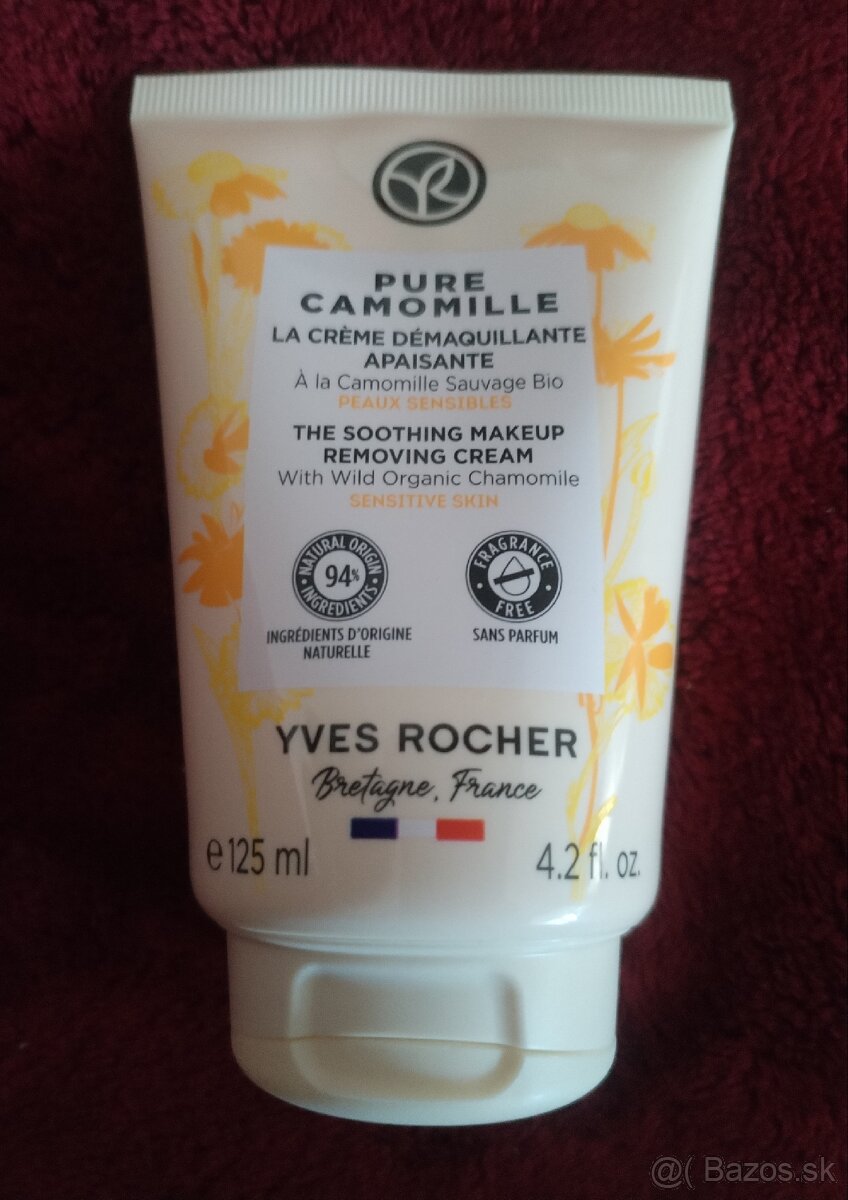 PURE
CAMOMILLE
LA CRÈME DÉMAQUILLANTE
APAISANTE
À la Camomille Sauvage Bio
PEAUX SENSIBLES
THE SOOTHING MAKEUP
REMOVING CREAM
With Wild Organic Chamomile
SENSITIVE SKIN
NATURAL ORIGIN
94%
INGREDIENTS
INGRÉDIENTS D'ORIGINE
NATURELLE
FRAGRANCE
FREE
SANS PARFUM
YVES ROCHER
Bretagne, France
e 125 ml
4.2 fl. oz.
@( Bazos.sk